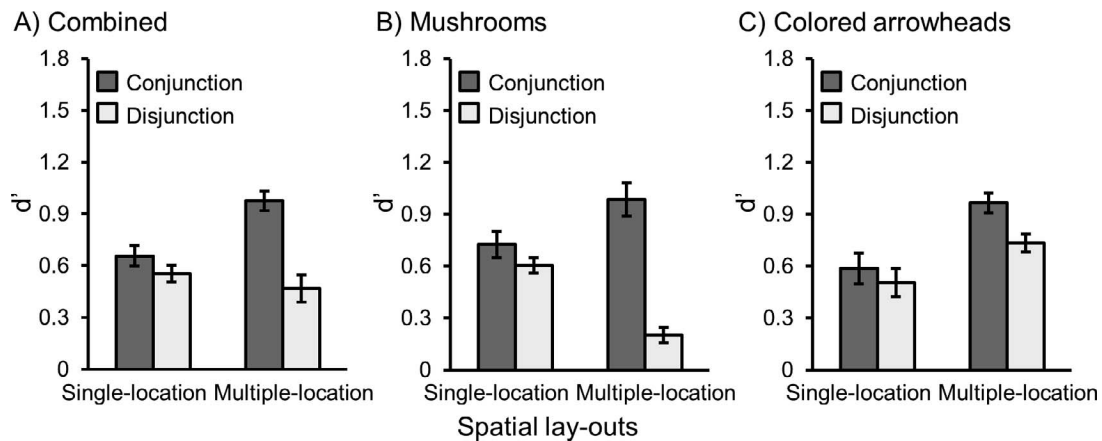 A) Combined
1.8
1.5
1.2
0.9
0.6
0.3
0
d'
Conjunction
Disjunction
Single-location Multiple-location
B) Mushrooms
1.8
1.5
1.2
0.9
0.6
0.3
0
d'
Conjunction
Disjunction
Single-location Multiple-location
C) Colored arrowheads
1.8
1.5
1.2
0.9
0.6
0.3
0
d'
Conjunction
Disjunction
Single-location Multiple-location
Spatial lay-outs